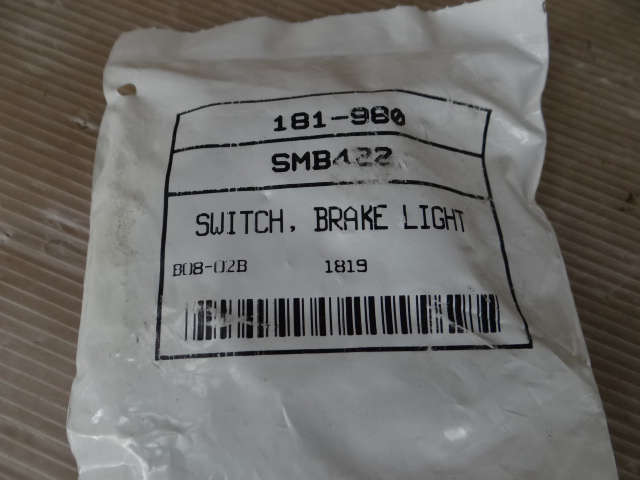 181-980
SMB422
SWITCH, BRAKE LIGHT
B08-02B 1819